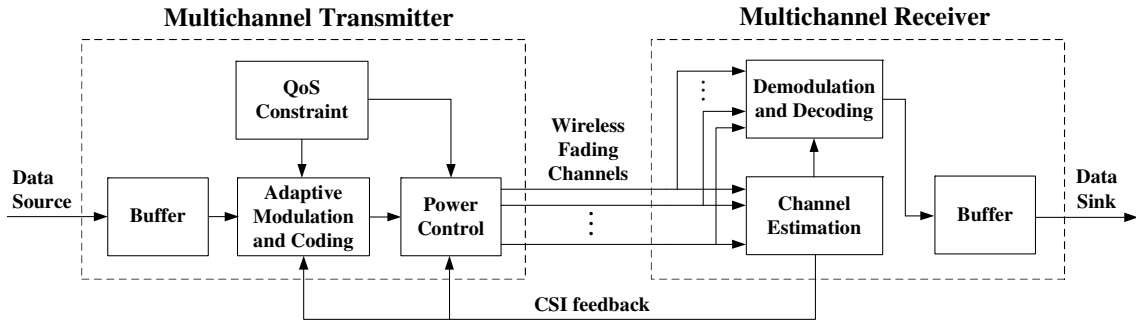 Multichannel Transmitter
Multichannel Receiver
QoS
Constraint
Demodulation
and Decoding
Wireless
Fading
Channels
Data
Source
Buffer
Adaptive
Modulation
and Coding
Power
Control
Channel
Estimation
Buffer
Data
Sink
CSI feedback